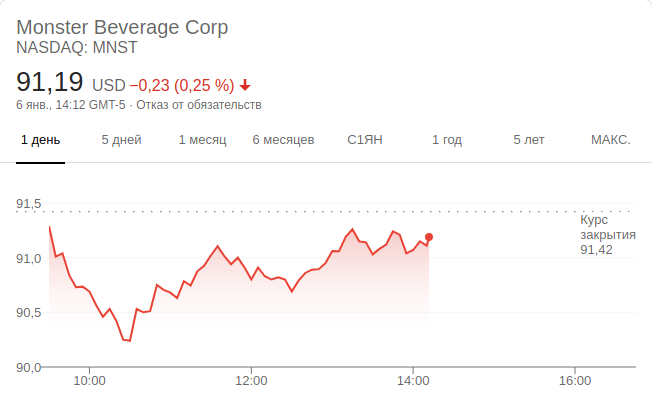 Monster Beverage Corp
NASDAQ: MNST
91,19 USD −0,23 (0,25 %)
6 янв., 14:12 GMT-5 · Отказ от обязательств
1 день 5 дней 1 месяц 6 месяцев С1ЯН 1 год 5 лет МАКС.
91,5
Курс
закрытия
91,42
91,0
90,5
90,0
10:00 12:00 14:00 16:00